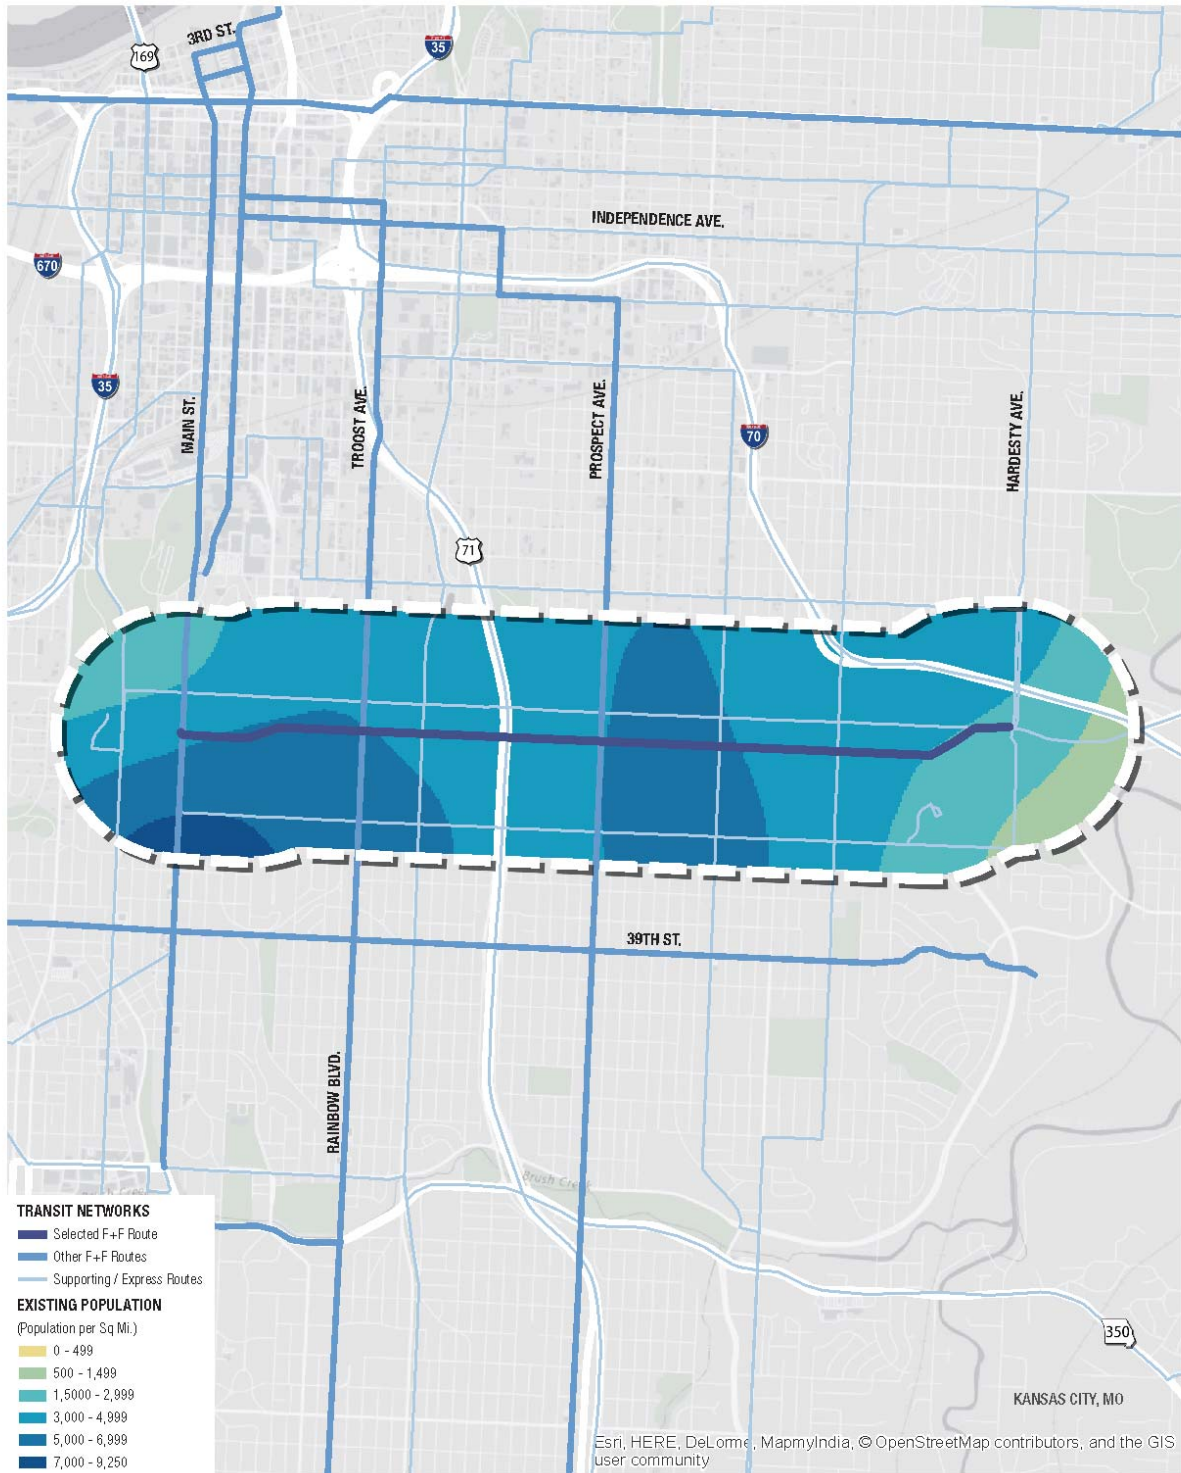 3RD ST.
169
35
INDEPENDENCE AVE.
670
35
MAIN ST.
TROOST AVE.
PROSPECT AVE.
70
HARDESTY AVE.
71
39TH ST.
RAINBOW BLVD.
Brush Creek
TRANSIT NETWORKS
Selected F+F Route
Other F+F Routes
Supporting / Express Routes
EXISTING POPULATION
(Population per Sq Mi.)
0 - 499
500 - 1,499
1,5000 - 2,999
3,000 - 4,999
5,000 - 6,999
7,000 - 9,250
350
KANSAS CITY, MO
Esri, HERE, DeLorme, MapmyIndia, © OpenStreetMap contributors, and the GIS
user community